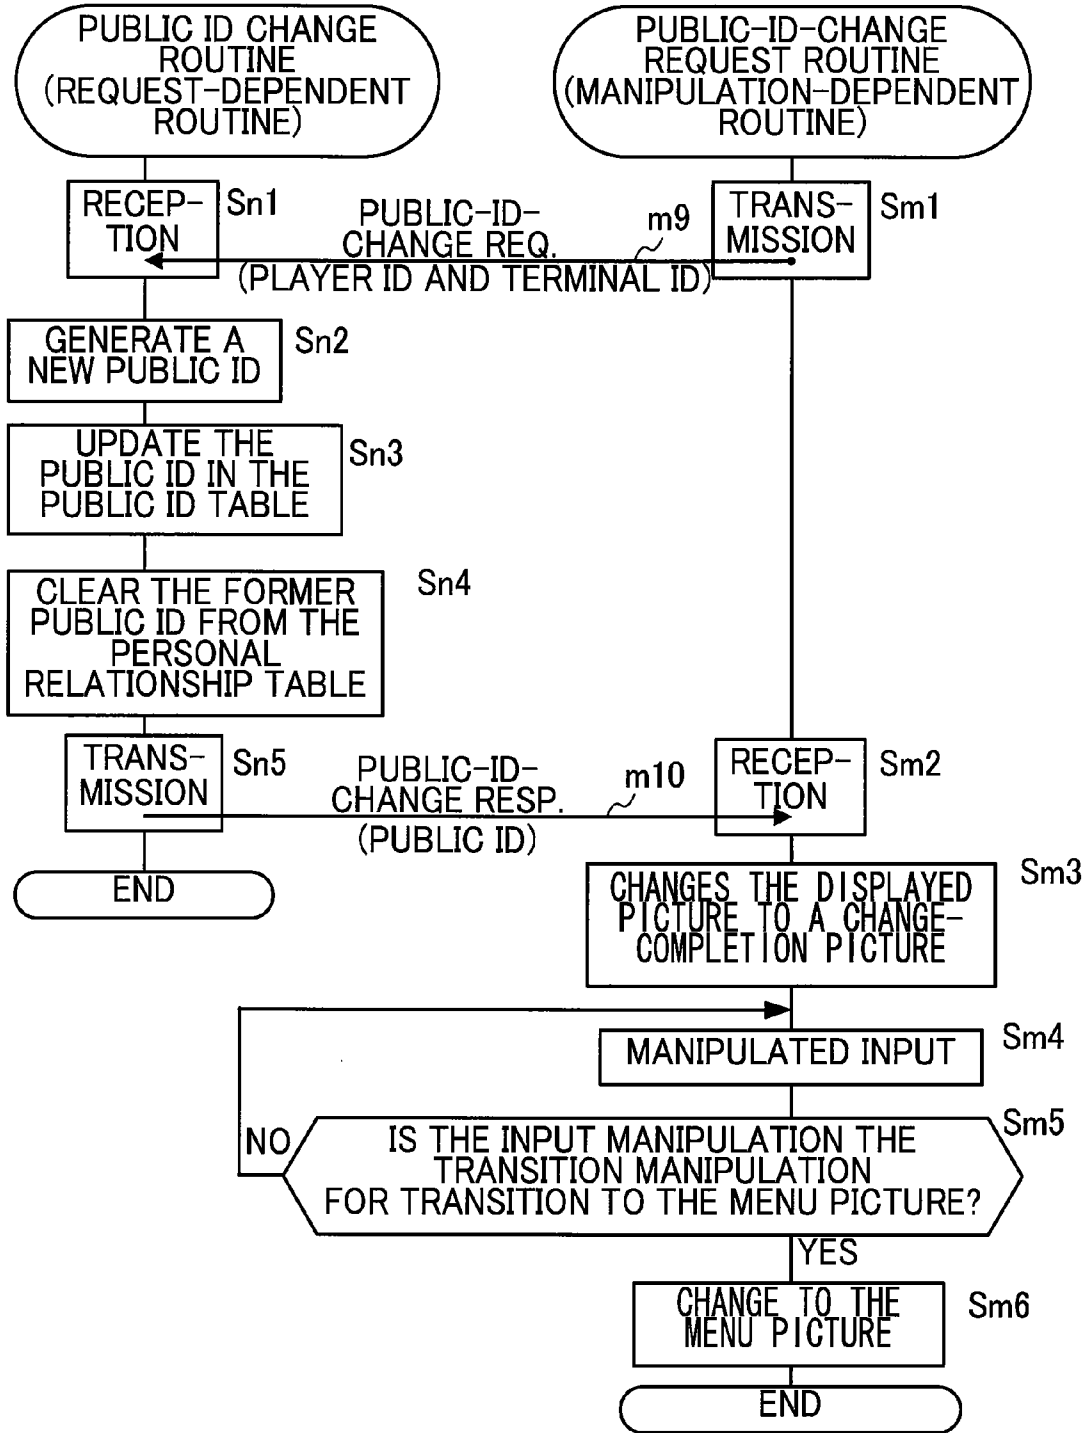 PUBLIC ID CHANGE
ROUTINE
(REQUEST-DEPENDENT
ROUTINE)
PUBLIC-ID-CHANGE
REQUEST ROUTINE
(MANIPULATION-DEPENDENT
ROUTINE)
RECEP-
TION
Sn1
PUBLIC-ID-
CHANGE REQ.
(PLAYER ID AND TERMINAL ID)
m9
TRANS-
MISSION
Sm1
GENERATE A
NEW PUBLIC ID
Sn2
UPDATE THE
PUBLIC ID IN THE
PUBLIC ID TABLE
Sn3
CLEAR THE FORMER
PUBLIC ID FROM THE
PERSONAL
RELATIONSHIP TABLE
Sn4
TRANS-
MISSION
Sn5
PUBLIC-ID-
CHANGE RESP.
(PUBLIC ID)
m10
RECEP-
TION
Sm2
END
CHANGES THE DISPLAYED
PICTURE TO A CHANGE-
COMPLETION PICTURE
Sm3
MANIPULATED INPUT
Sm4
NO
IS THE INPUT MANIPULATION THE
TRANSITION MANIPULATION
FOR TRANSITION TO THE MENU PICTURE?
Sm5
YES
CHANGE TO THE
MENU PICTURE
Sm6
END